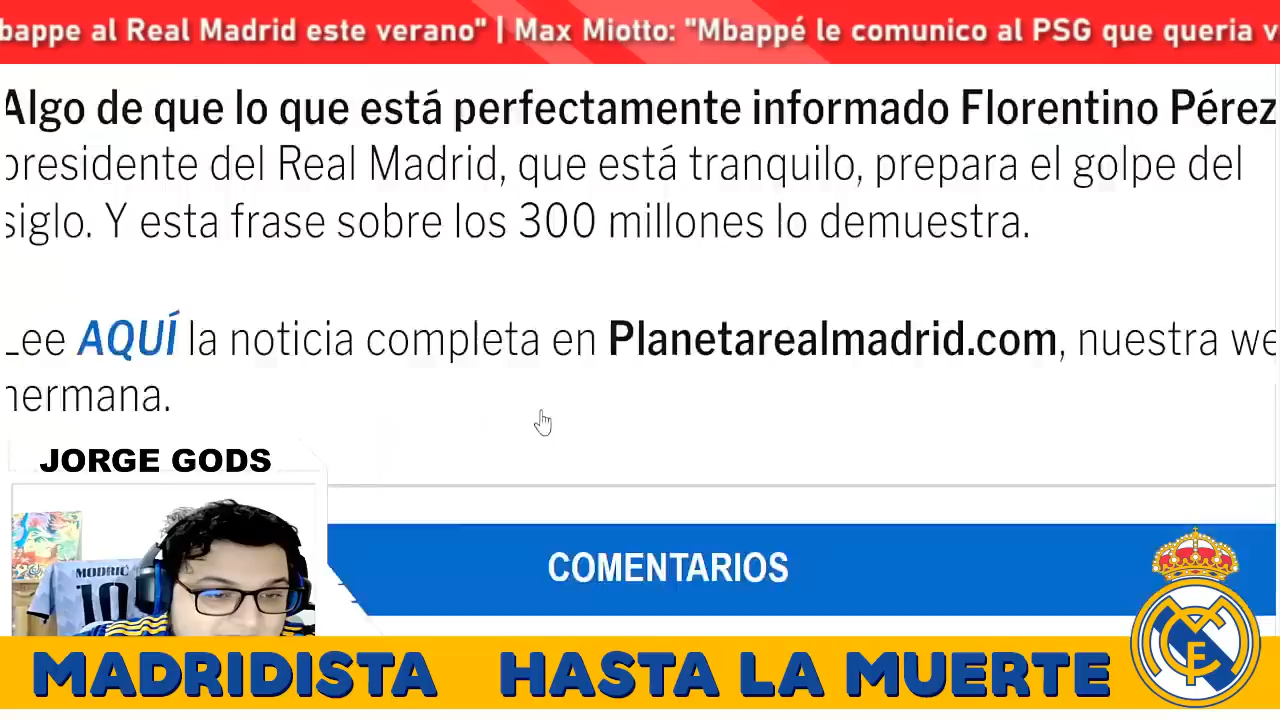 bappe al Real Madrid este verano" | Max Miotto: "Mbappé le comunico al PSG que queria v
Algo de que lo que está perfectamente informado Florentino Pérez
presidente del Real Madrid, que está tranquilo, prepara el golpe del
siglo. Y esta frase sobre los 300 millones lo demuestra.
Lee AQUÍ la noticia completa en Planetarealmadrid.com, nuestra we
hermana.
JORGE GODS
MODRIC
10
COMENTARIOS
MADRIDISTA HASTA LA MUERTE